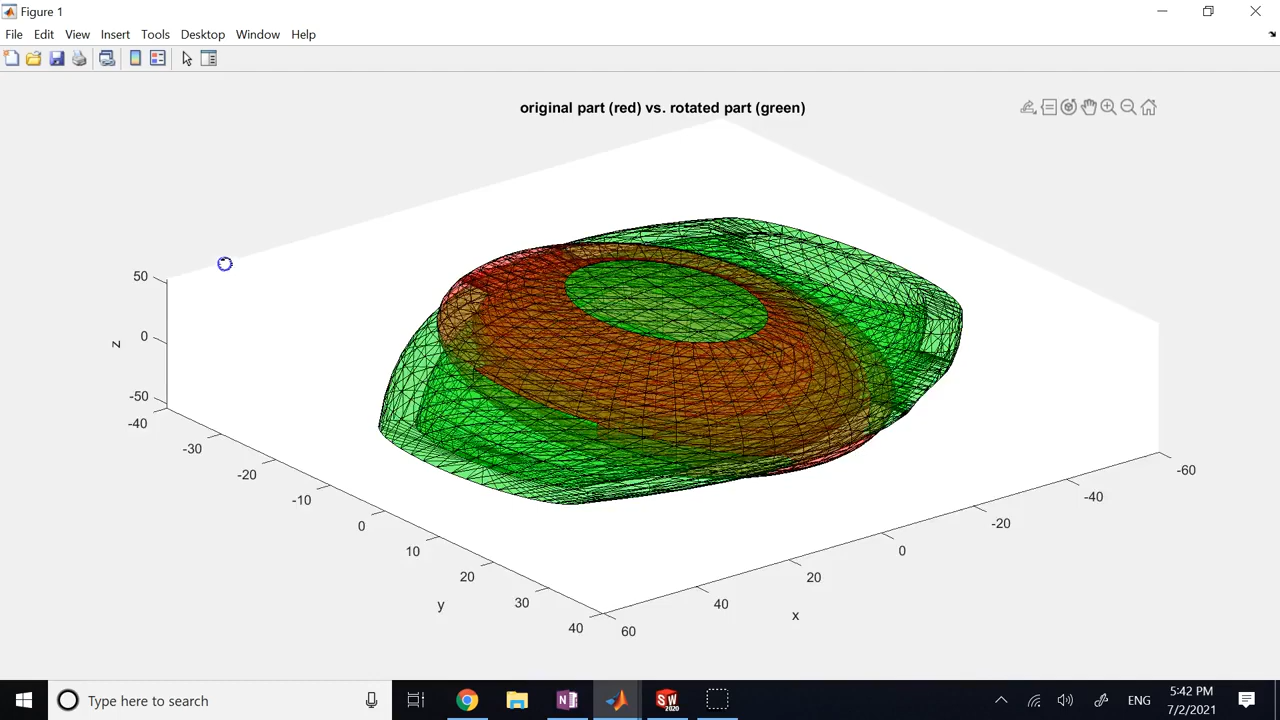 Figure 1
File Edit View Insert Tools Desktop Window Help
original part (red) vs. rotated part (green)
50
0
-50
z
-40
-30
-20
-10
0
10
20
30
40
y
60
40
20
0
-20
-40
-60
x
Type here to search
N
SW
2020
ENG
5:42 PM
7/2/2021